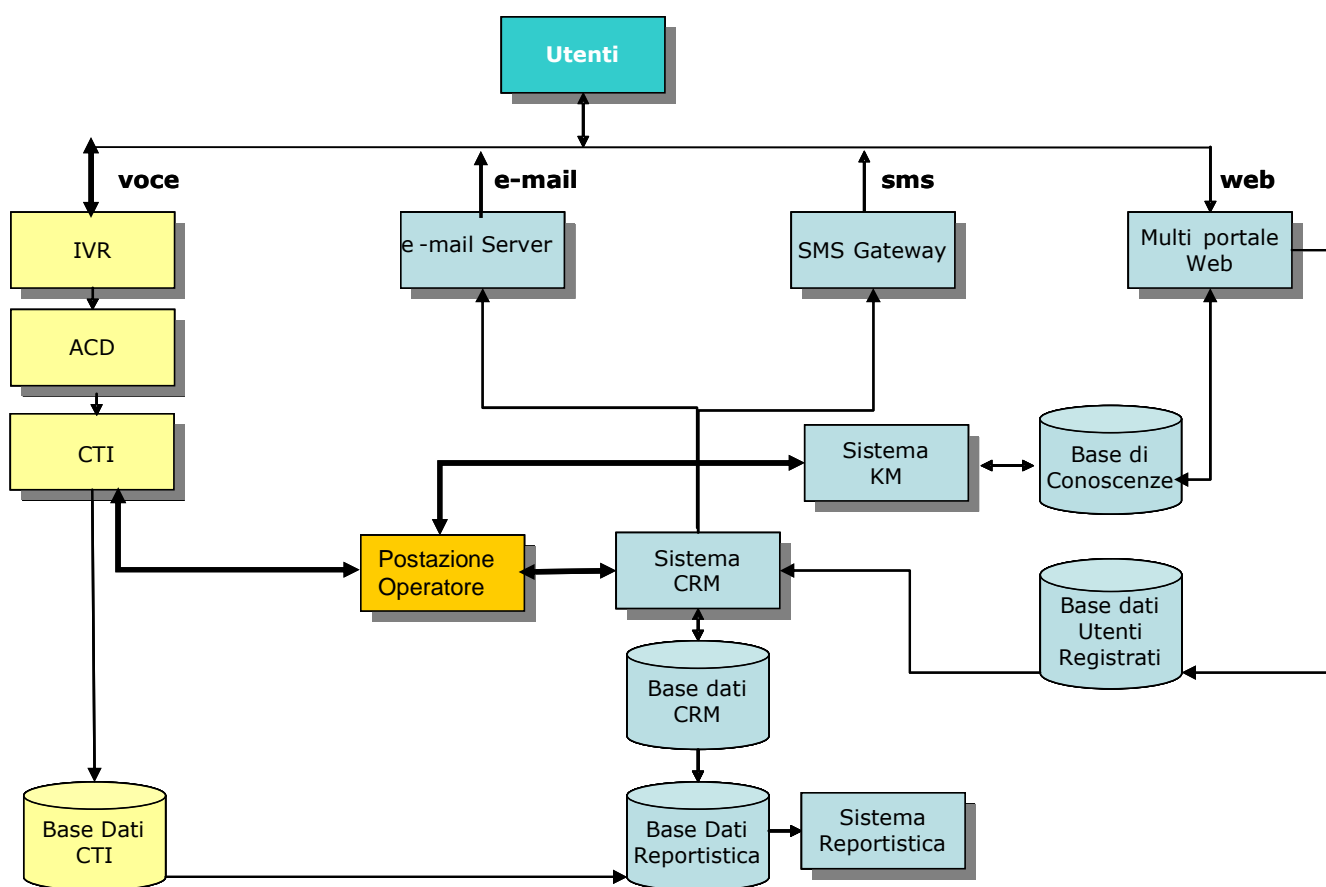 Utenti
voce
e-mail
sms
web
IVR
e -mail Server
SMS Gateway
Multi portale
Web
ACD
CTI
Sistema
KM
Base di
Conoscenze
Postazione
Operatore
Sistema
CRM
Base dati
Utenti
Registrati
Base dati
CRM
Base Dati
CTI
Base Dati
Reportistica
Sistema
Reportistica